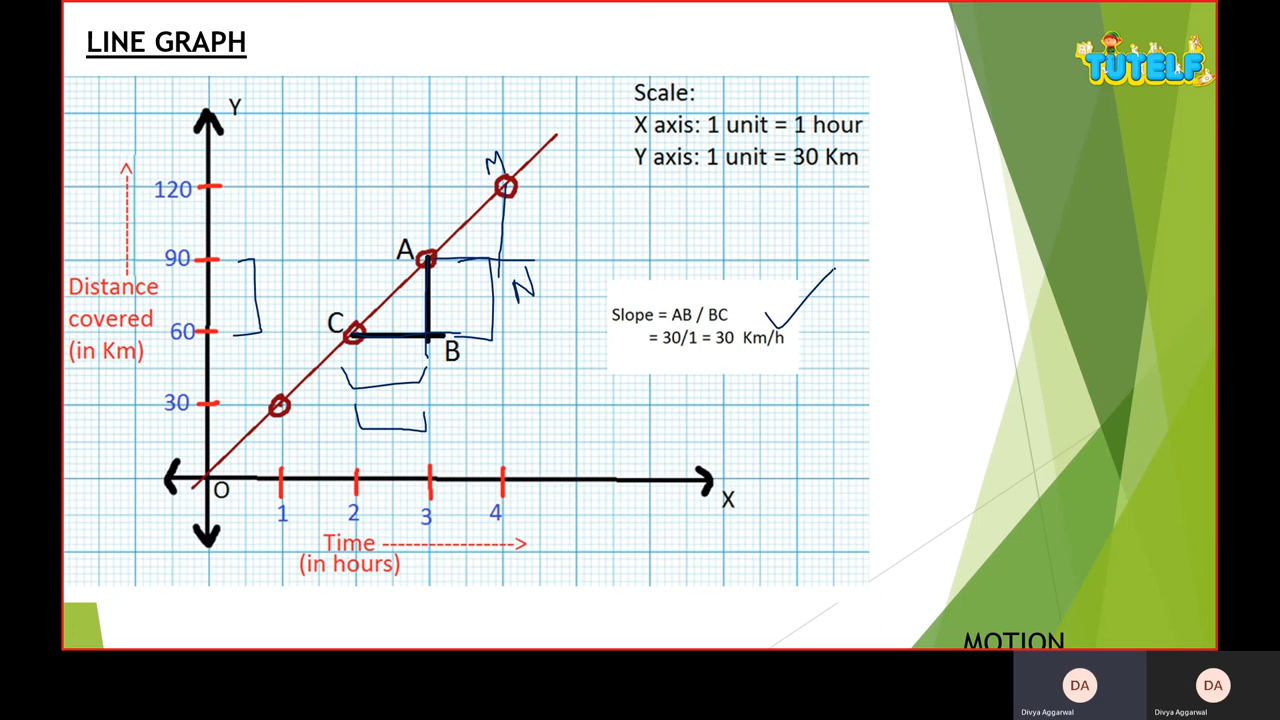 LINE GRAPH
TUTELF
Scale:
X axis: 1 unit = 1 hour
Y axis: 1 unit = 30 Km
Y
M
120
A
90
N
Distance
covered
(in Km)
Slope = AB / BC
= 30/1 = 30 Km/h
C
60
B
30
O
X
1
2
3
4
Time
(in hours)
MOTION
DA
DA
Divya Aggarwal
Divya Aggarwal